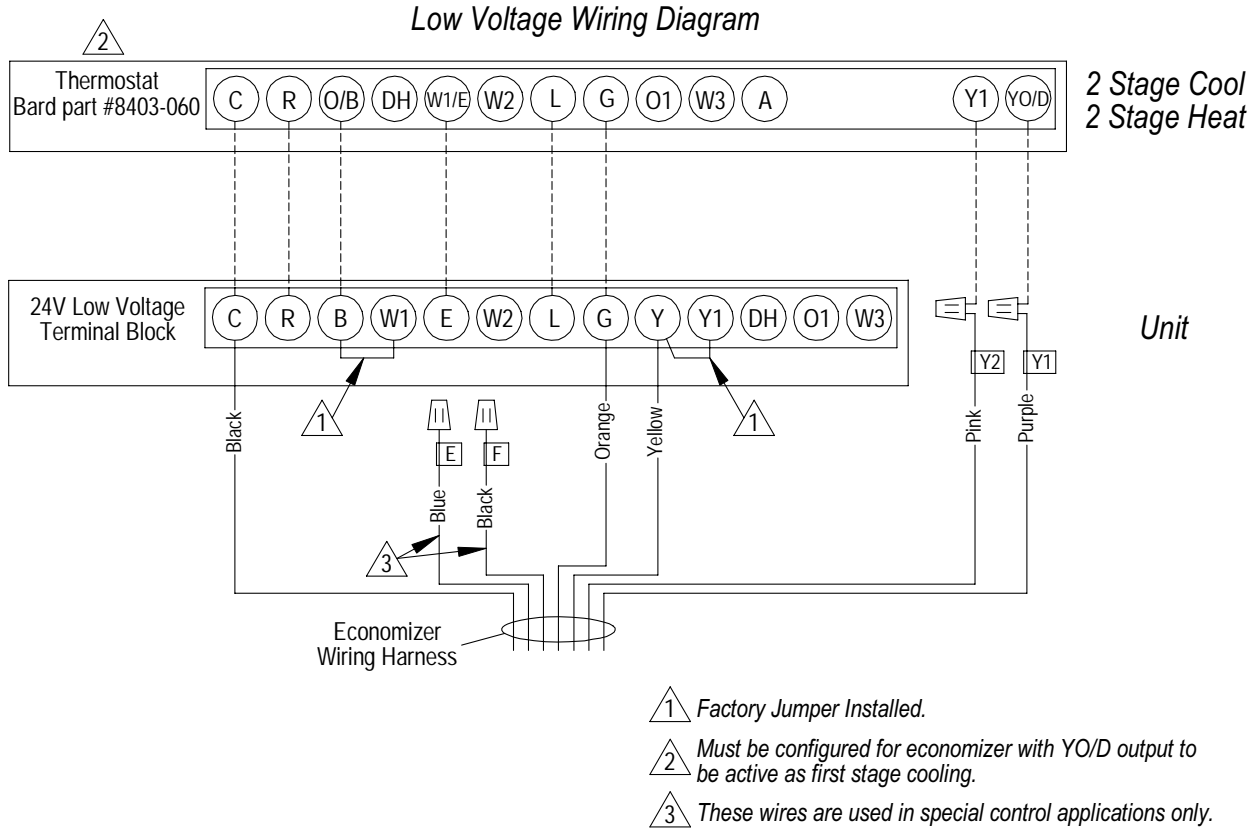 Low Voltage Wiring Diagram
2
Thermostat
Bard part #8403-060
C R O/B DH W1/E W2 L G O1 W3 A Y1 YO/D
2 Stage Cool
2 Stage Heat
24V Low Voltage
Terminal Block
C R B W1 E W2 L G Y Y1 DH O1 W3
Unit
Y2 Y1
1 1
Black Orange Yellow Pink Purple
E F
Blue Black
3
Economizer
Wiring Harness
1 Factory Jumper Installed.
2 Must be configured for economizer with YO/D output to
be active as first stage cooling.
3 These wires are used in special control applications only.